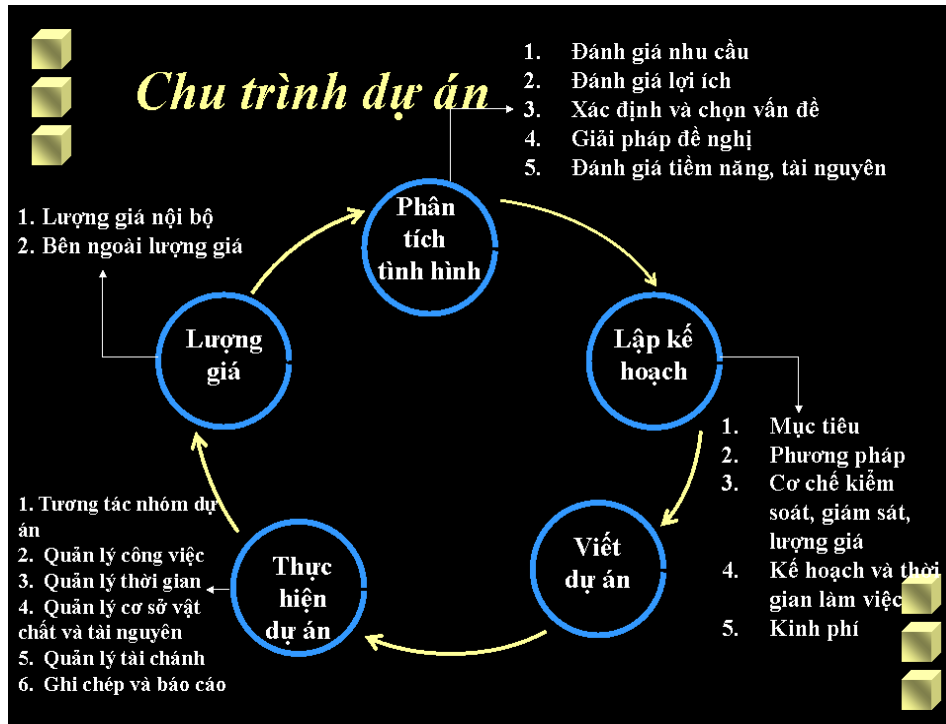 Chu trình dự án
1. Đánh giá nhu cầu
2. Đánh giá lợi ích
3. Xác định và chọn vấn đề
4. Giải pháp đề nghị
5. Đánh giá tiềm năng, tài nguyên
Phân
tích
tình hình
1. Lượng giá nội bộ
2. Bên ngoài lượng giá
Lượng
giá
Lập kế
hoạch
1. Mục tiêu
2. Phương pháp
3. Cơ chế kiểm
soát, giám sát,
lượng giá
4. Kế hoạch và thời
gian làm việc
5. Kinh phí
Viết
dự án
Thực
hiện
dự án
1. Tương tác nhóm dự
án
2. Quản lý công việc
3. Quản lý thời gian
4. Quản lý cơ sở vật
chất và tài nguyên
5. Quản lý tài chánh
6. Ghi chép và báo cáo